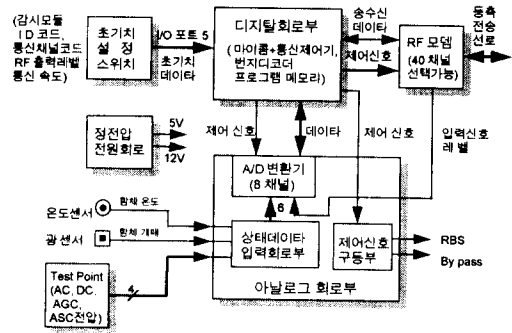 (감시모듈
ID 코드,
통신채널코드
RF 출력레벨
통신 속도)
초기치
설 정
스위치
I/O 포트 5
초기치
데이타
디지탈회로부
(마이콤+통신제어기,
번지디코더
프로그램 메모리)
송수신
데이타
제어신호
RF 모뎀
(40 채널
선택가능)
동축
전송
선로
정전압
전원회로
5V
12V
제어 신호
데이타
제어 신호
입력신호
레 벨
A/D 변환기
(8 채널)
6
온도센서
함체 온도
광 센서
함체 개폐
상태데이타
입력회로부
제어신호
구동부
RBS
By pass
Test Point
(AC, DC,
AGC,
ASC전압)
4
아날로그 회로부